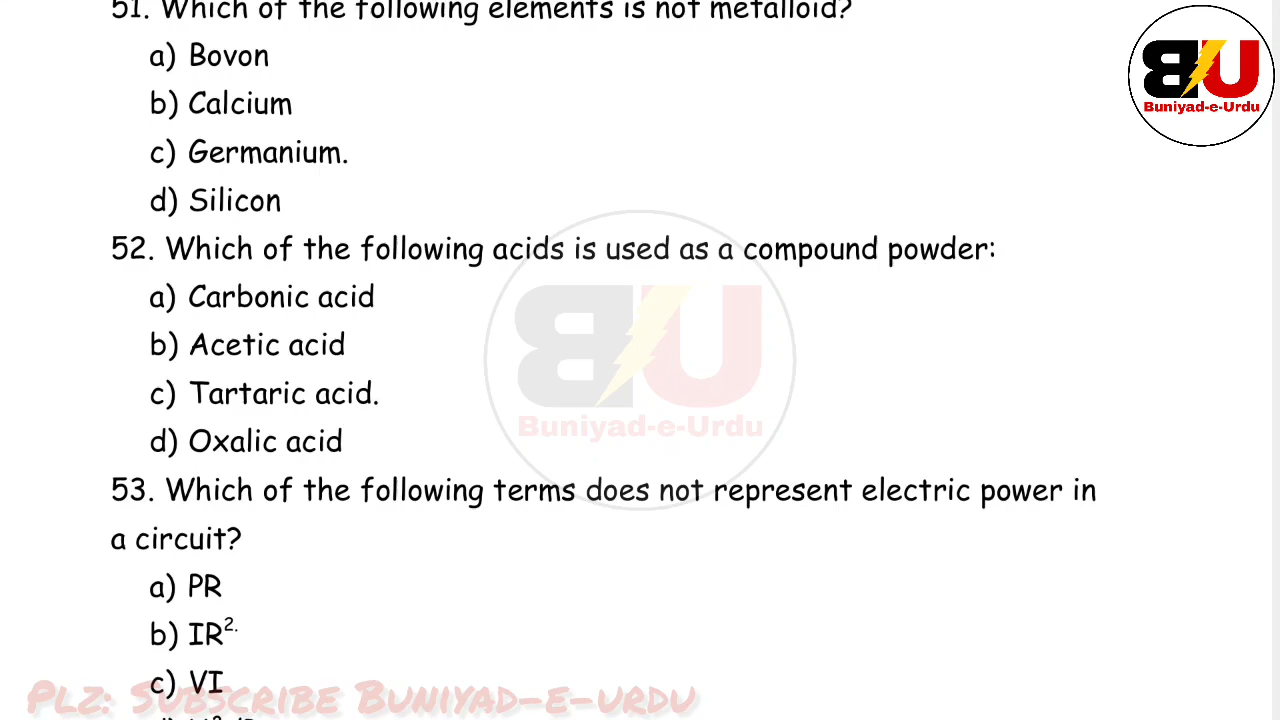 51. Which of the following elements is not metalloid?
a) Bovon
b) Calcium
c) Germanium.
d) Silicon
52. Which of the following acids is used as a compound powder:
a) Carbonic acid
b) Acetic acid
c) Tartaric acid.
d) Oxalic acid
53. Which of the following terms does not represent electric power in
a circuit?
a) PR
b) IR².
c) VI
BU
Buniyad-e-Urdu
BU
Buniyad-e-Urdu
Plz: Subscribe Buniyad-e-urdu